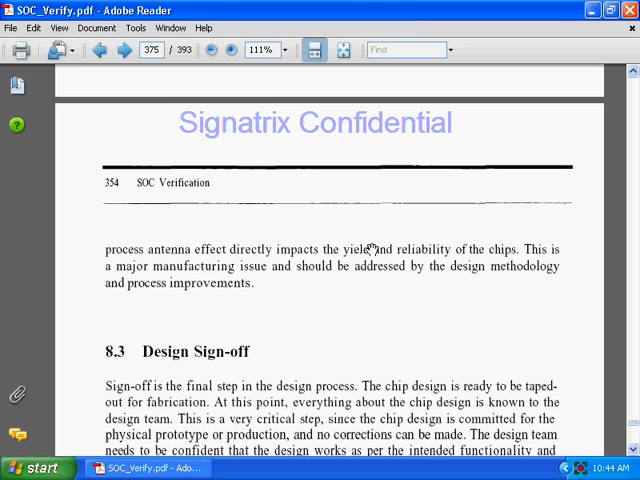 SOC_Verify.pdf - Adobe Reader
File Edit View Document Tools Window Help
375 / 393 111% Find
Signatrix Confidential
354 SOC Verification
process antenna effect directly impacts the yield and reliability of the chips. This is
a major manufacturing issue and should be addressed by the design methodology
and process improvements.
8.3 Design Sign-off
Sign-off is the final step in the design process. The chip design is ready to be taped-
out for fabrication. At this point, everything about the chip design is known to the
design team. This is a very critical step, since the chip design is committed for the
physical prototype or production, and no corrections can be made. The design team
needs to be confident that the design works as per the intended functionality and
start SOC_Verify.pdf - Ado... 10:44 AM